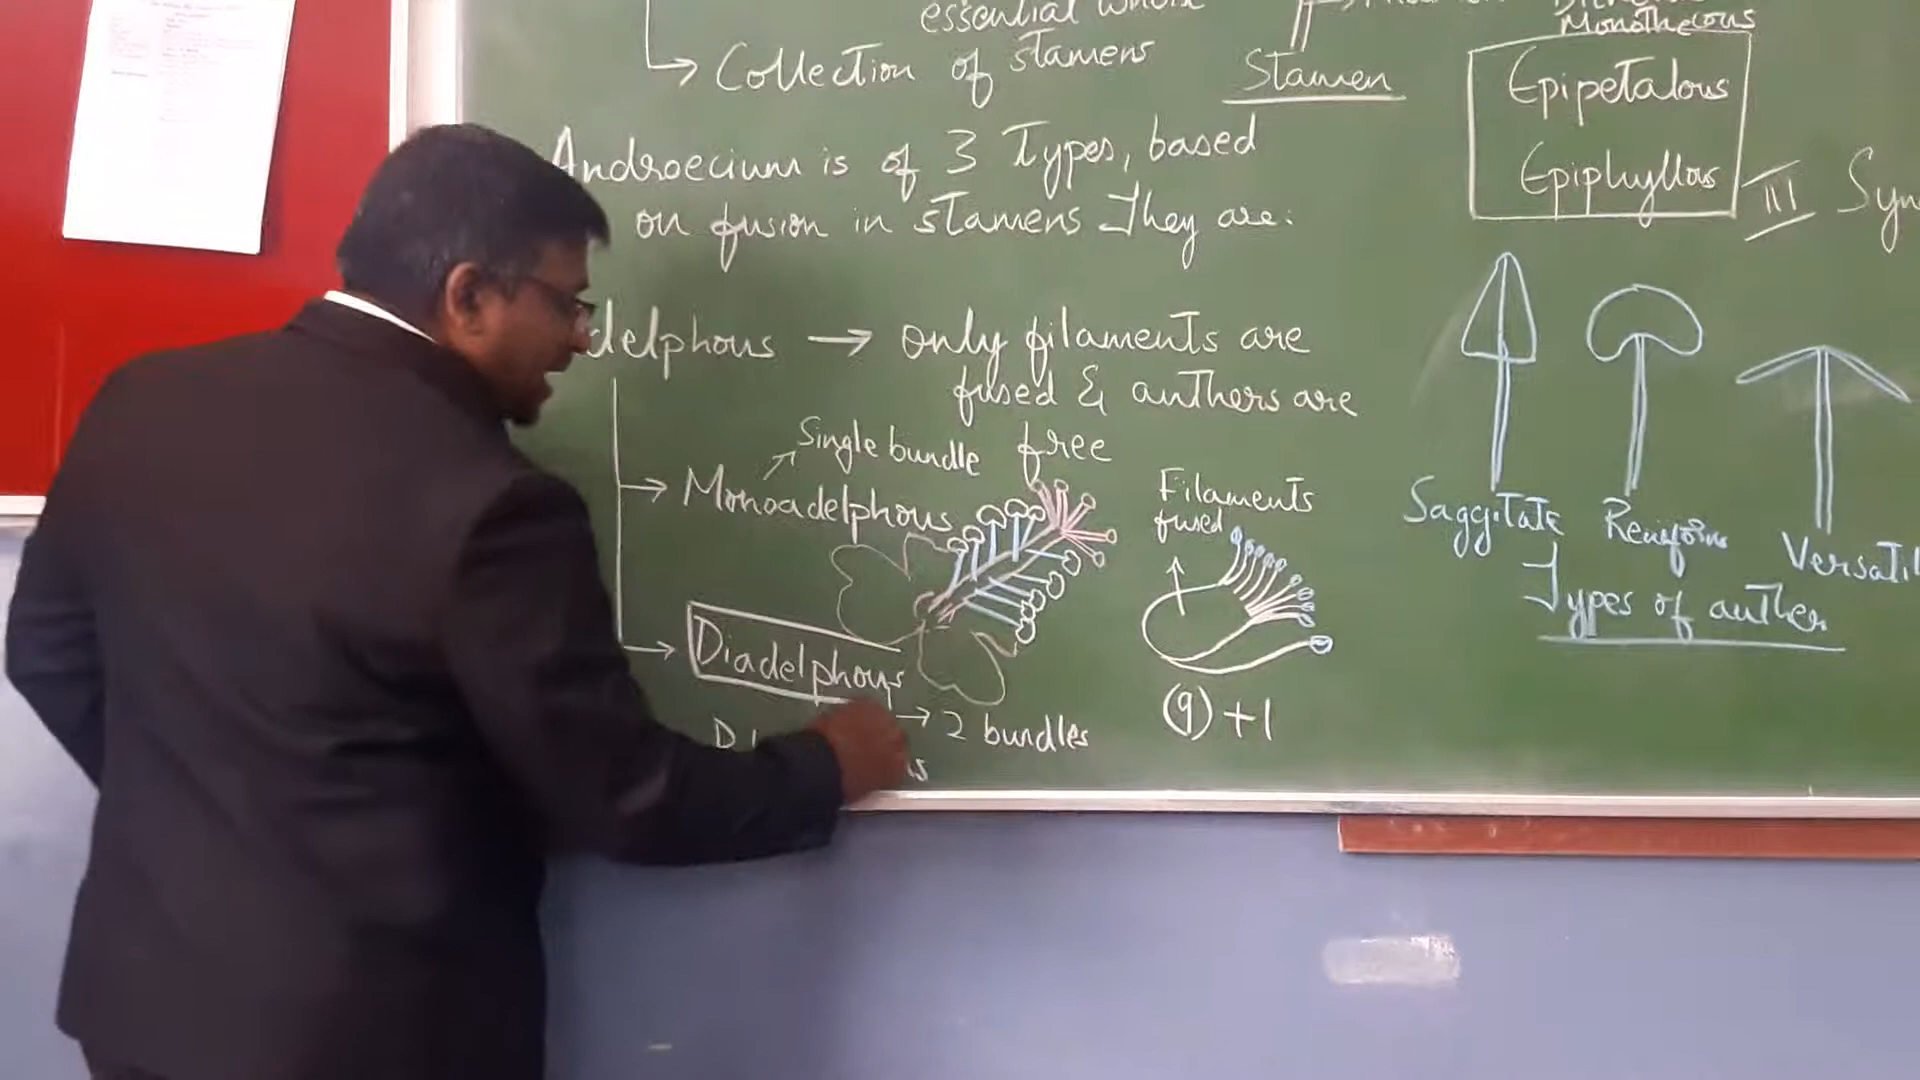 essential whorl
Collection of stamens
Stamen
Monothecous
Epipetalous
Epiphyllous
III Syn
Androecium is of 3 Types, based
on fusion in stamens They are:
delphous → only filaments are
fused & anthers are
free
Single bundle
Monoadelphous
Filaments
fused
Diadelphous
→ 2 bundles
(9) + 1
Saggitate
Reniform
Versatil
Types of anther